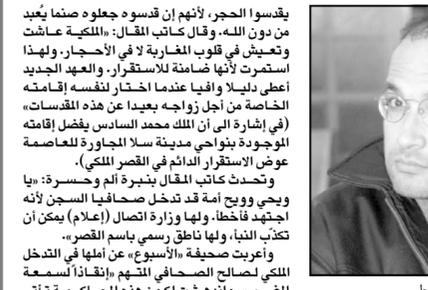 يقدسوا الحجر، لأنهم إن قدسوه جعلوه صنما يُعبد
من دون الله. وقال كاتب المقال: «الملكية عاشت
وتعيش في قلوب المغاربة لا في الأحجار. ولهذا
استمرت لأنها ضامنة للاستقرار. والعهد الجديد
أعطى دليلا وافيا عندما اختار لنفسه إقامته
الخاصة من أجل زواجه بعيدا عن هذه المقدسات»
(في إشارة الى أن الملك محمد السادس يفضل إقامته
الموجودة بنواحي مدينة سلا المجاورة للعاصمة
عوض الاستقرار الدائم في القصر الملكي).
وتحدث كاتب المقال بنبرة ألم وحسرة: «يا
ويحي وويح أمة قد تدخل صحافيا السجن لأنه
اجتهد فأخطأ. ولها وزارة اتصال (إعلام) يمكن أن
تكذّب النبأ، ولها ناطق رسمي باسم القصر».
وأعربت صحيفة «الأسبوع» عن أملها في التدخل
الملكي لصالح الصحافي المتهم «إنقاذاً لسمعة